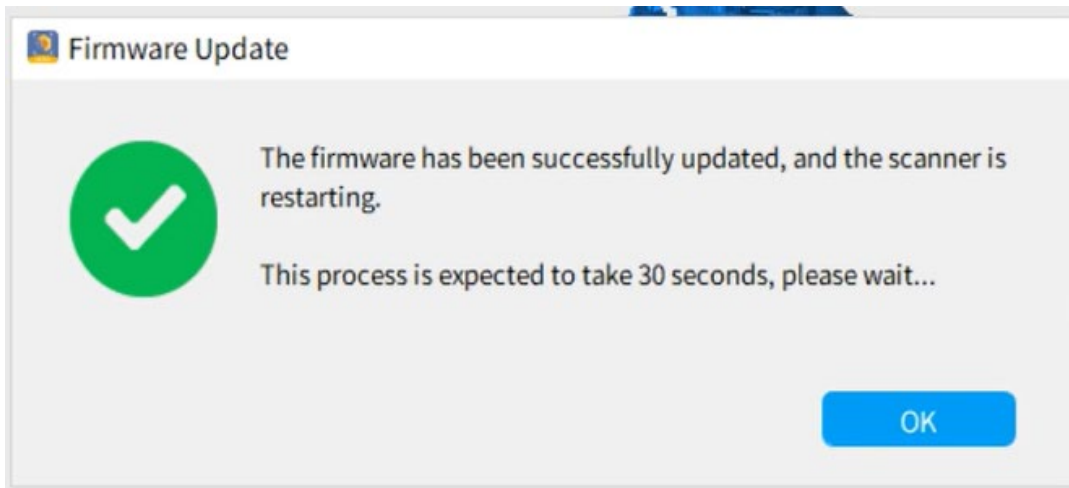 Firmware Update
The firmware has been successfully updated, and the scanner is
restarting.
This process is expected to take 30 seconds, please wait...
OK